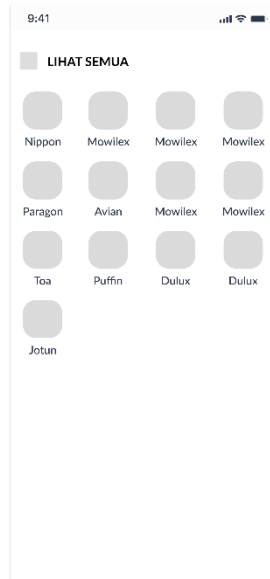 9:41
LIHAT SEMUA
Nippon Mowilex Mowilex Mowilex
Paragon Avian Mowilex Mowilex
Toa Puffin Dulux Dulux
Jotun